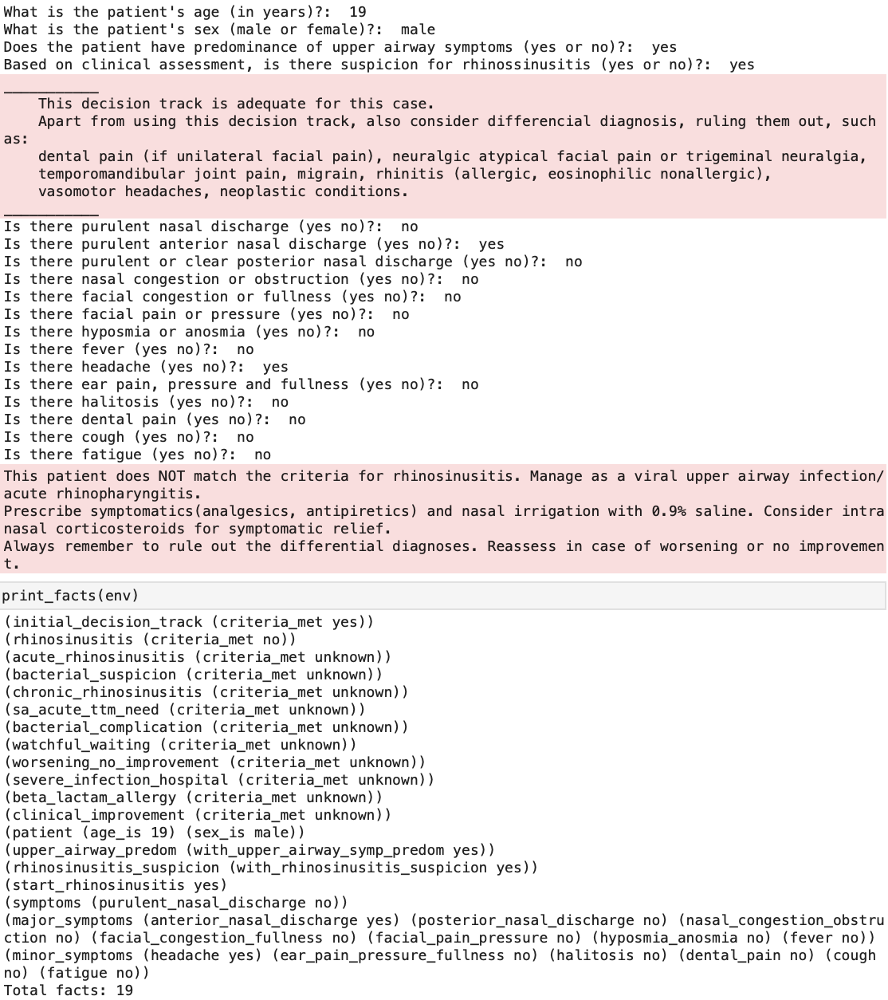 What is the patient's age (in years)?:  19
What is the patient's sex (male or female)?:  male
Does the patient have predominance of upper airway symptoms (yes or no)?:  yes
Based on clinical assessment, is there suspicion for rhinossinusitis (yes or no)?:  yes
___________
    This decision track is adequate for this case.
    Apart from using this decision track, also consider differencial diagnosis, ruling them out, such
as:
    dental pain (if unilateral facial pain), neuralgic atypical facial pain or trigeminal neuralgia,
    temporomandibular joint pain, migrain, rhinitis (allergic, eosinophilic nonallergic),
    vasomotor headaches, neoplastic conditions.
___________
Is there purulent nasal discharge (yes no)?:  no
Is there purulent anterior nasal discharge (yes no)?:  yes
Is there purulent or clear posterior nasal discharge (yes no)?:  no
Is there nasal congestion or obstruction (yes no)?:  no
Is there facial congestion or fullness (yes no)?:  no
Is there facial pain or pressure (yes no)?:  no
Is there hyposmia or anosmia (yes no)?:  no
Is there fever (yes no)?:  no
Is there headache (yes no)?:  yes
Is there ear pain, pressure and fullness (yes no)?:  no
Is there halitosis (yes no)?:  no
Is there dental pain (yes no)?:  no
Is there cough (yes no)?:  no
Is there fatigue (yes no)?:  no
This patient does NOT match the criteria for rhinosinusitis. Manage as a viral upper airway infection/
acute rhinopharyngitis.
Prescribe symptomatics(analgesics, antipiretics) and nasal irrigation with 0.9% saline. Consider intra
nasal corticosteroids for symptomatic relief.
Always remember to rule out the differential diagnoses. Reassess in case of worsening or no improvemen
t.
print_facts(env)
(initial_decision_track (criteria_met yes))
(rhinosinusitis (criteria_met no))
(acute_rhinosinusitis (criteria_met unknown))
(bacterial_suspicion (criteria_met unknown))
(chronic_rhinosinusitis (criteria_met unknown))
(sa_acute_ttm_need (criteria_met unknown))
(bacterial_complication (criteria_met unknown))
(watchful_waiting (criteria_met unknown))
(worsening_no_improvement (criteria_met unknown))
(severe_infection_hospital (criteria_met unknown))
(beta_lactam_allergy (criteria_met unknown))
(clinical_improvement (criteria_met unknown))
(patient (age_is 19) (sex_is male))
(upper_airway_predom (with_upper_airway_symp_predom yes))
(rhinosinusitis_suspicion (with_rhinosinusitis_suspicion yes))
(start_rhinosinusitis yes)
(symptoms (purulent_nasal_discharge no))
(major_symptoms (anterior_nasal_discharge yes) (posterior_nasal_discharge no) (nasal_congestion_obstru
ction no) (facial_congestion_fullness no) (facial_pain_pressure no) (hyposmia_anosmia no) (fever no))
(minor_symptoms (headache yes) (ear_pain_pressure_fullness no) (halitosis no) (dental_pain no) (cough
no) (fatigue no))
Total facts: 19